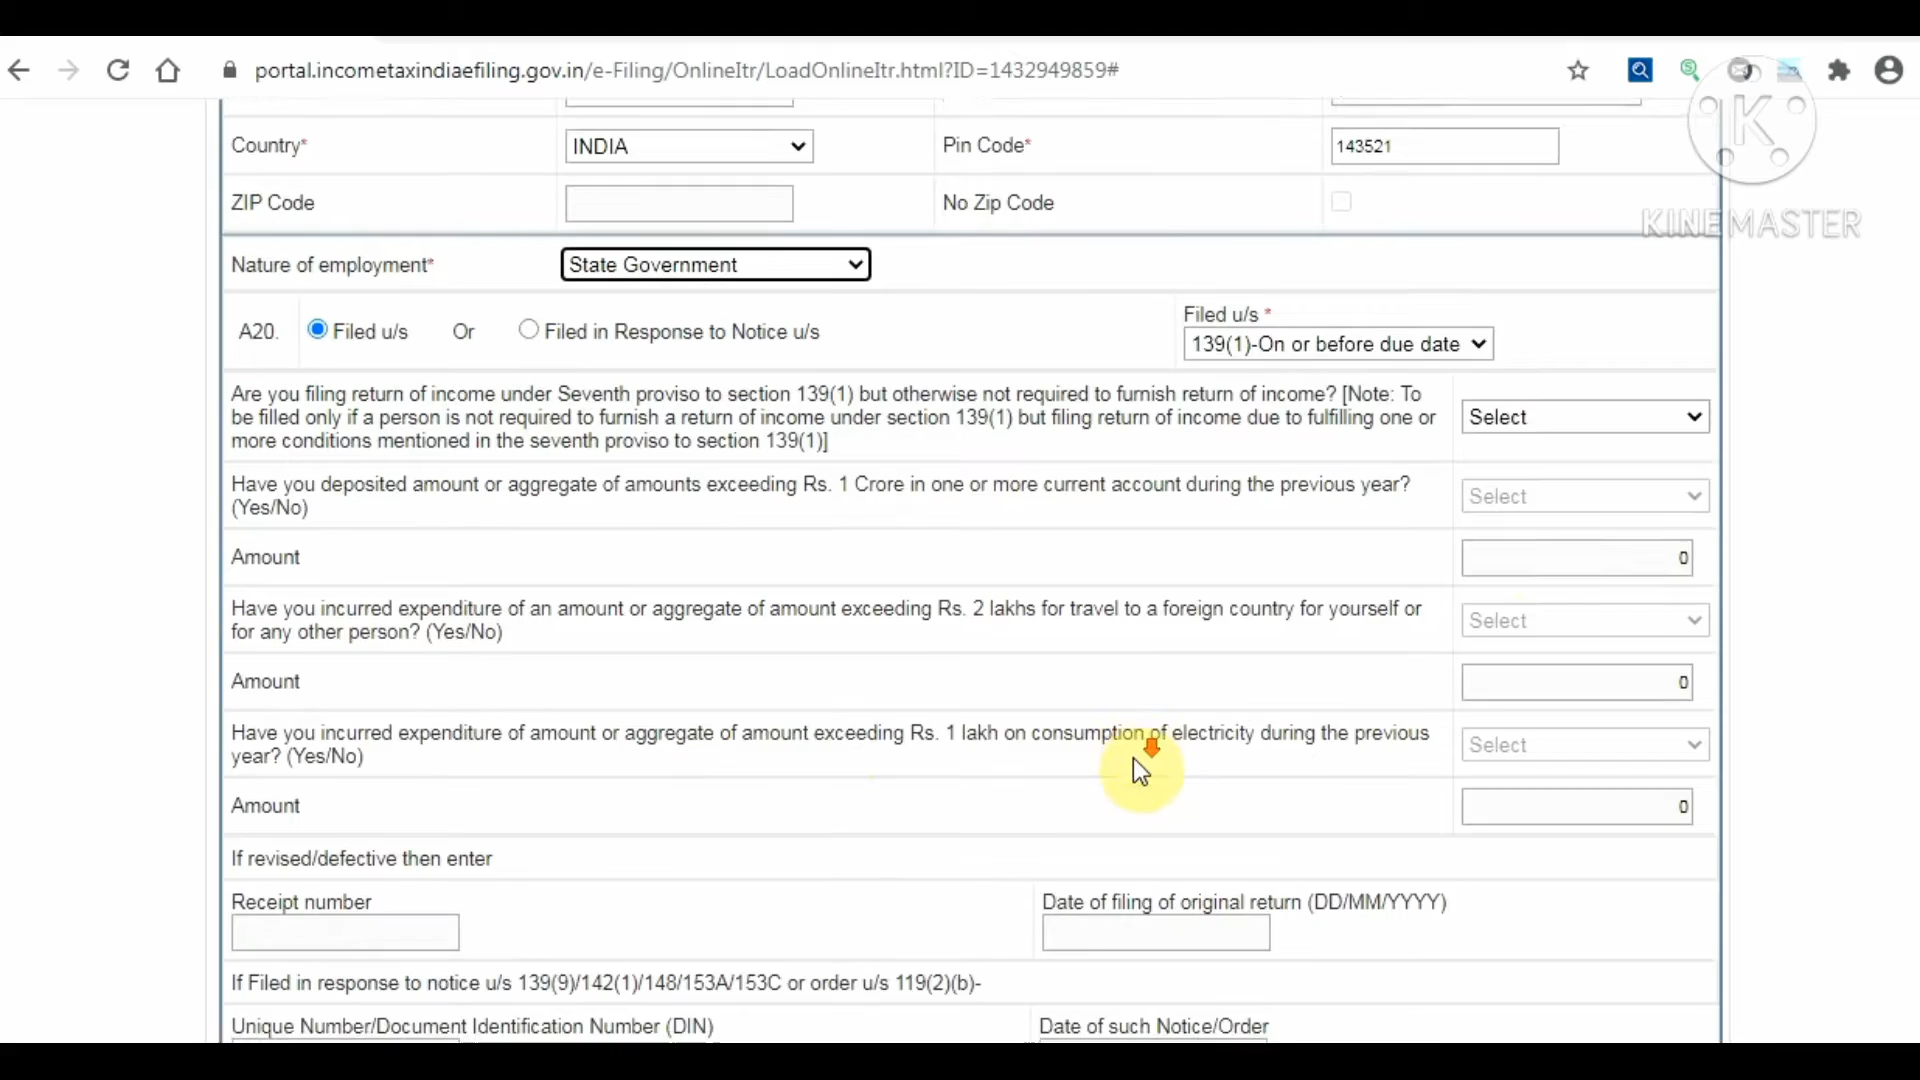 portal.incometaxindiaefiling.gov.in/e-Filing/OnlineItr/LoadOnlineItr.html?ID=1432949859#
K
KINEMASTER
Country* INDIA Pin Code* 143521
ZIP Code No Zip Code
Nature of employment* State Government
A20. Filed u/s Or Filed in Response to Notice u/s
Filed u/s *
139(1)-On or before due date
Are you filing return of income under Seventh proviso to section 139(1) but otherwise not required to furnish return of income? [Note: To
be filled only if a person is not required to furnish a return of income under section 139(1) but filing return of income due to fulfilling one or
more conditions mentioned in the seventh proviso to section 139(1)]
Select
Have you deposited amount or aggregate of amounts exceeding Rs. 1 Crore in one or more current account during the previous year?
(Yes/No)
Select
Amount 0
Have you incurred expenditure of an amount or aggregate of amount exceeding Rs. 2 lakhs for travel to a foreign country for yourself or
for any other person? (Yes/No)
Select
Amount 0
Have you incurred expenditure of amount or aggregate of amount exceeding Rs. 1 lakh on consumption of electricity during the previous
year? (Yes/No)
Select
Amount 0
If revised/defective then enter
Receipt number
Date of filing of original return (DD/MM/YYYY)
If Filed in response to notice u/s 139(9)/142(1)/148/153A/153C or order u/s 119(2)(b)-
Unique Number/Document Identification Number (DIN)
Date of such Notice/Order